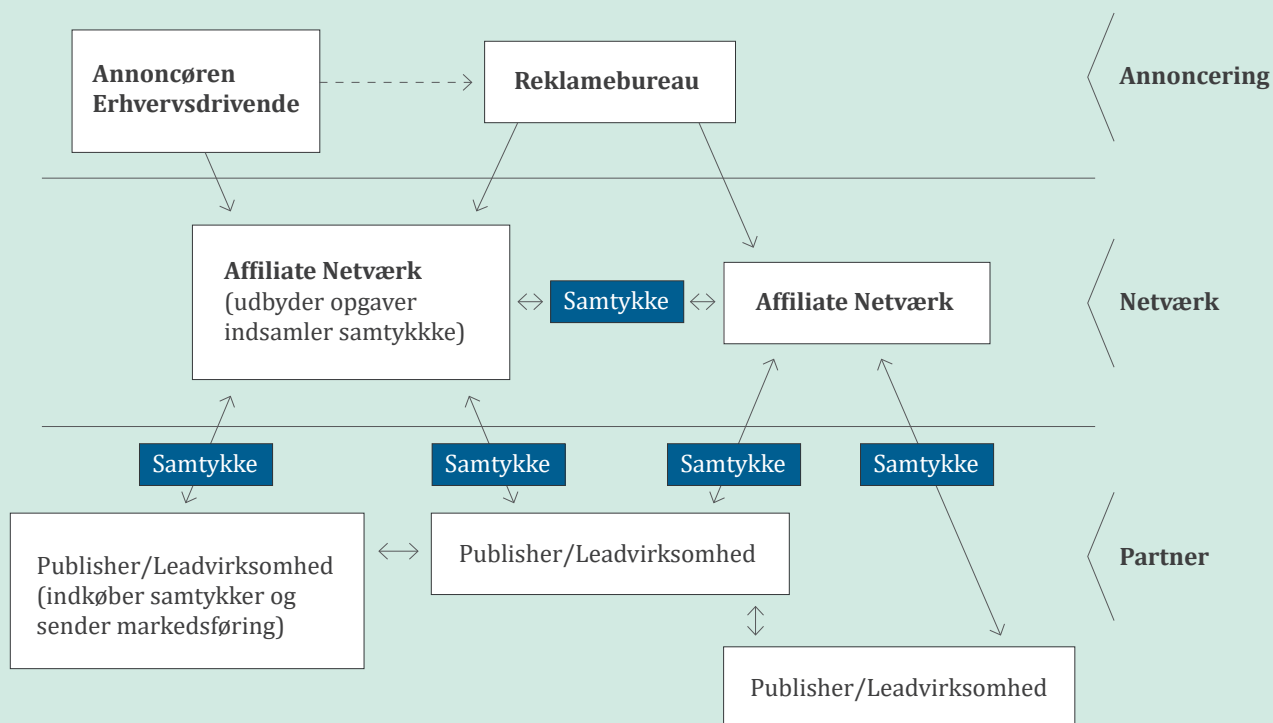 Annoncøren
Erhvervsdrivende
Reklamebureau
Annoncering
Affiliate Netværk
(udbyder opgaver
indsamler samtykkke)
Samtykke
Affiliate Netværk
Netværk
Samtykke
Samtykke
Samtykke
Samtykke
Publisher/Leadvirksomhed
(indkøber samtykker og
sender markedsføring)
Publisher/Leadvirksomhed
Partner
Publisher/Leadvirksomhed